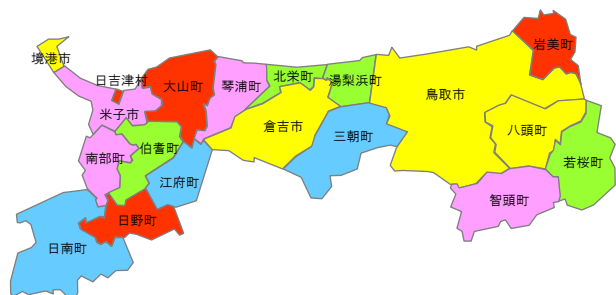 岩美町
境港市
日吉津村
大山町
琴浦町
北栄町
湯梨浜町
鳥取市
米子市
倉吉市
三朝町
八頭町
南部町
伯耆町
江府町
若桜町
智頭町
日野町
日南町